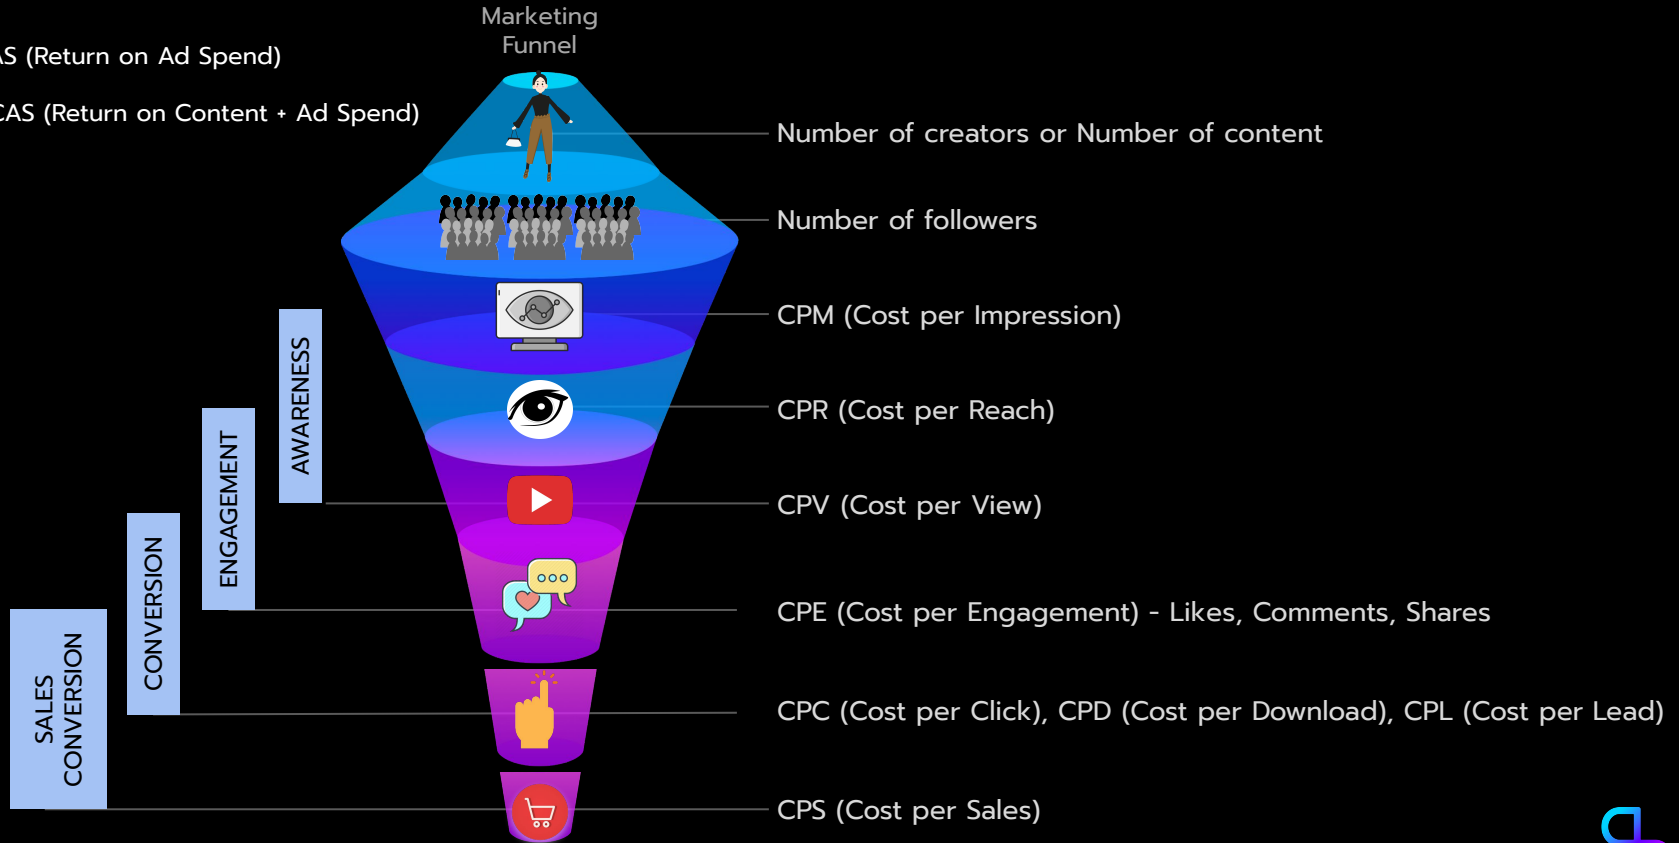 Marketing
Funnel
AS (Return on Ad Spend)
CAS (Return on Content + Ad Spend)
Number of creators or Number of content
Number of followers
CPM (Cost per Impression)
CPR (Cost per Reach)
CPV (Cost per View)
CPE (Cost per Engagement) - Likes, Comments, Shares
CPC (Cost per Click), CPD (Cost per Download), CPL (Cost per Lead)
CPS (Cost per Sales)
AWARENESS
ENGAGEMENT
CONVERSION
SALES
CONVERSION